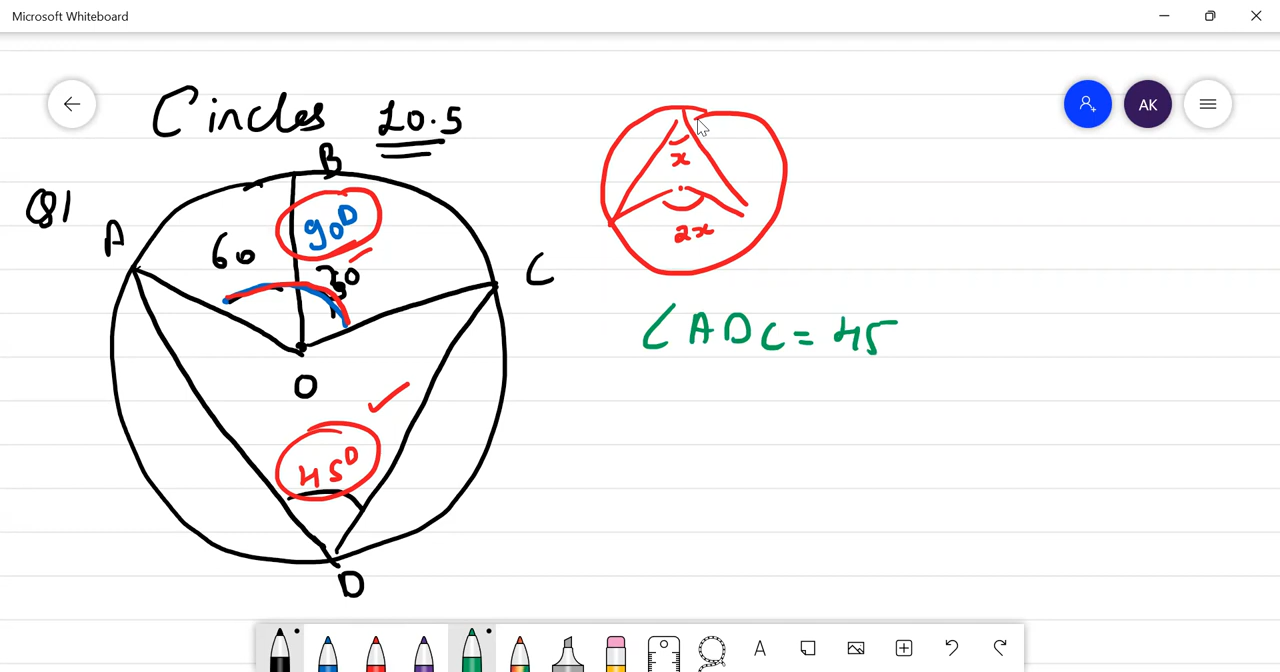 Microsoft Whiteboard
AK
Circles 10.5
Q1
B
A
C
60
90°
30
O
45°
D
x
2x
∠ADC = 45
A